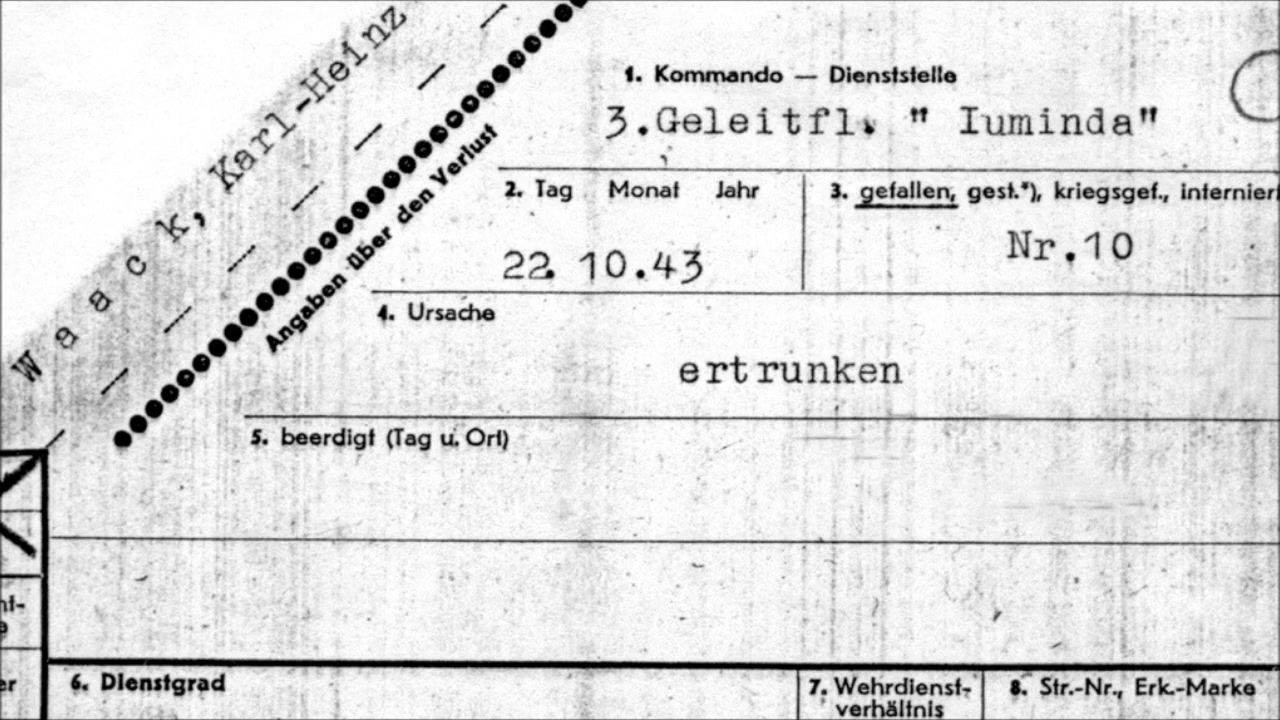 W a a c k, Karl-Heinz
Angaben über den Verlust
1. Kommando — Dienststelle
3.Geleitfl. " Iuminda"
2. Tag Monat Jahr
22. 10.43
3. gefallen, gest.*), kriegsgef., internier
Nr.10
4. Ursache
ertrunken
5. beerdigt (Tag u. Ort)
6. Dienstgrad
7. Wehrdienst-
verhältnis
8. Str.-Nr., Erk.-Marke